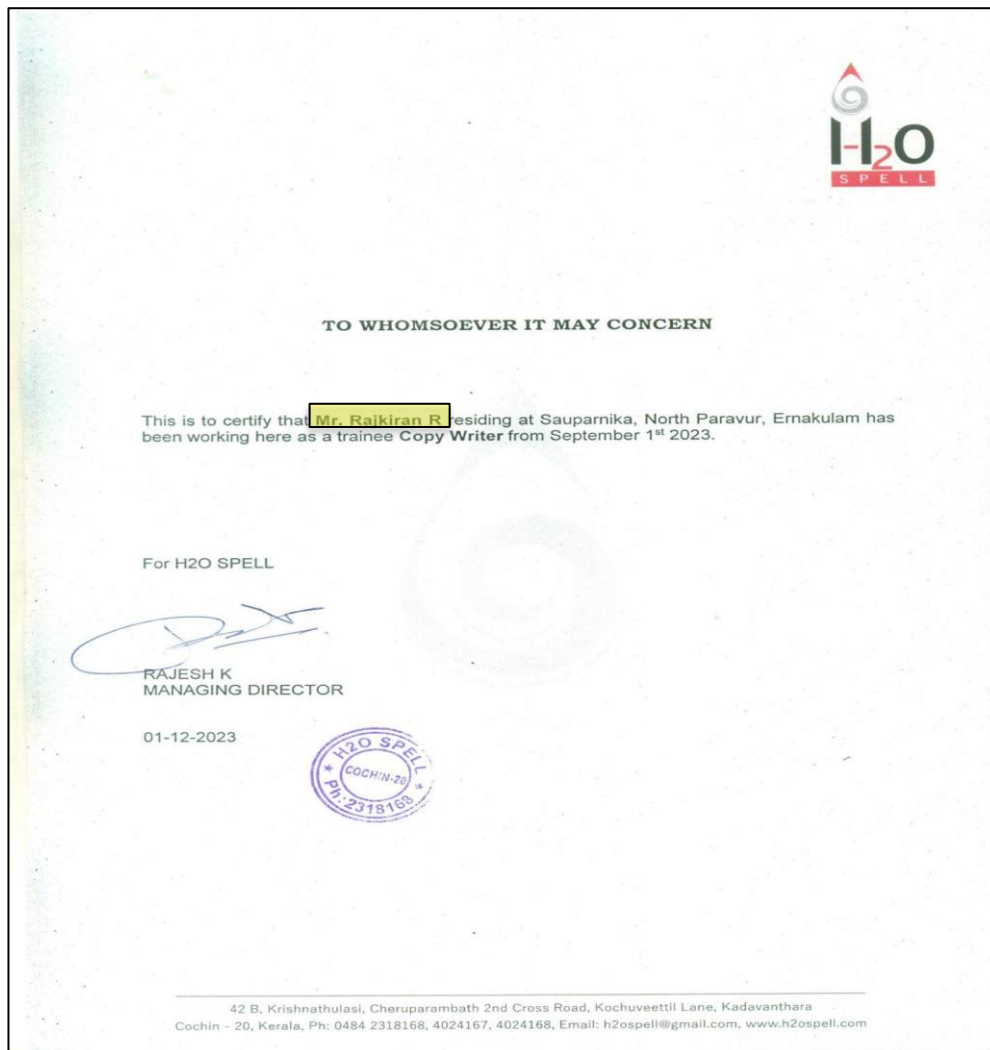 H2O
SPELL
TO WHOMSOEVER IT MAY CONCERN
This is to certify that Mr. Rajkiran R residing at Sauparnika, North Paravur, Ernakulam has
been working here as a trainee Copy Writer from September 1st 2023.
For H2O SPELL
RAJESH K
MANAGING DIRECTOR
01-12-2023
H2O SPELL
COCHIN-20
Ph: 2318168
42 B, Krishnathulasi, Cheruparambath 2nd Cross Road, Kochuveettil Lane, Kadavanthara
Cochin - 20, Kerala, Ph: 0484 2318168, 4024167, 4024168, Email: h2ospell@gmail.com, www.h2ospell.com